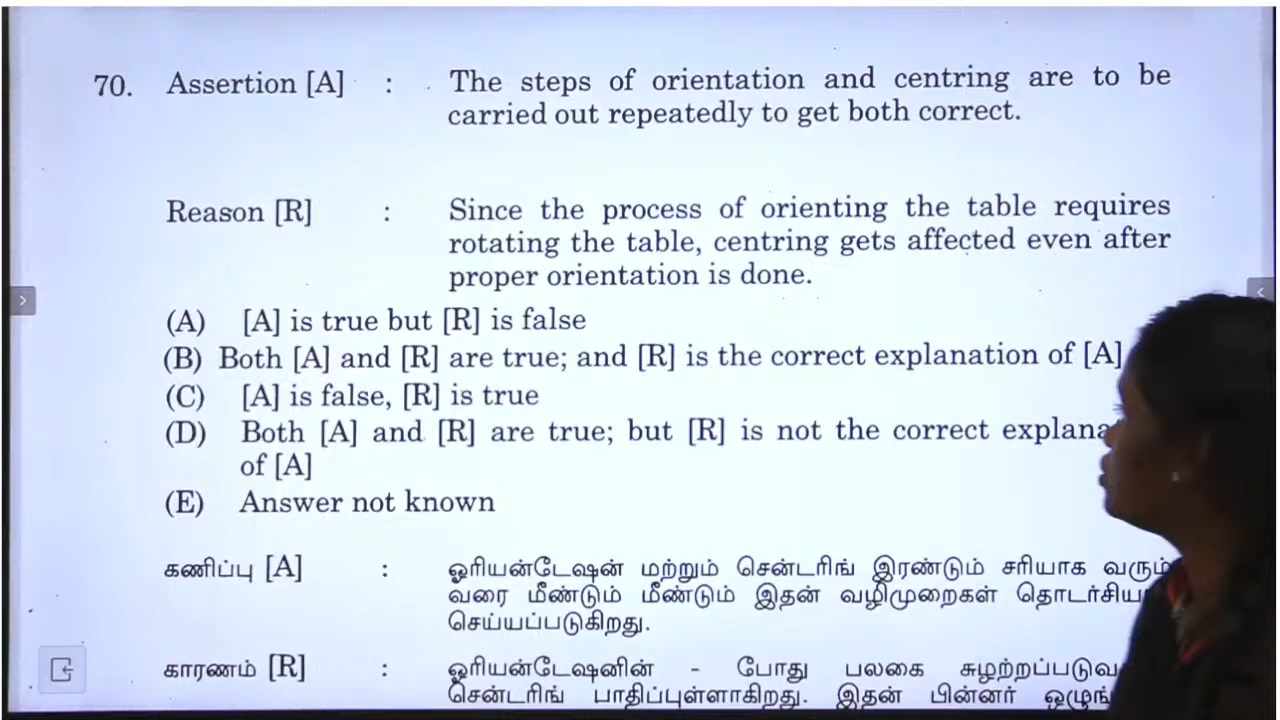 70. Assertion [A] : The steps of orientation and centring are to be
carried out repeatedly to get both correct.
Reason [R] : Since the process of orienting the table requires
rotating the table, centring gets affected even after
proper orientation is done.
(A) [A] is true but [R] is false
(B) Both [A] and [R] are true; and [R] is the correct explanation of [A]
(C) [A] is false, [R] is true
(D) Both [A] and [R] are true; but [R] is not the correct
of [A]
(E) Answer not known
கணிப்பு [A] : ஓரியன்டேஷன் மற்றும் சென்டரிங் இரண்டும் சரியாக வரும்
வரை மீண்டும் மீண்டும் இதன் வழிமுறைகள்
செய்யப்படுகிறது.
காரணம் [R] : ஓரியன்டேஷனின் - போது பலகை
சென்டரிங் பாதிப்புள்ளாகிறது. இதன் பின்னர்